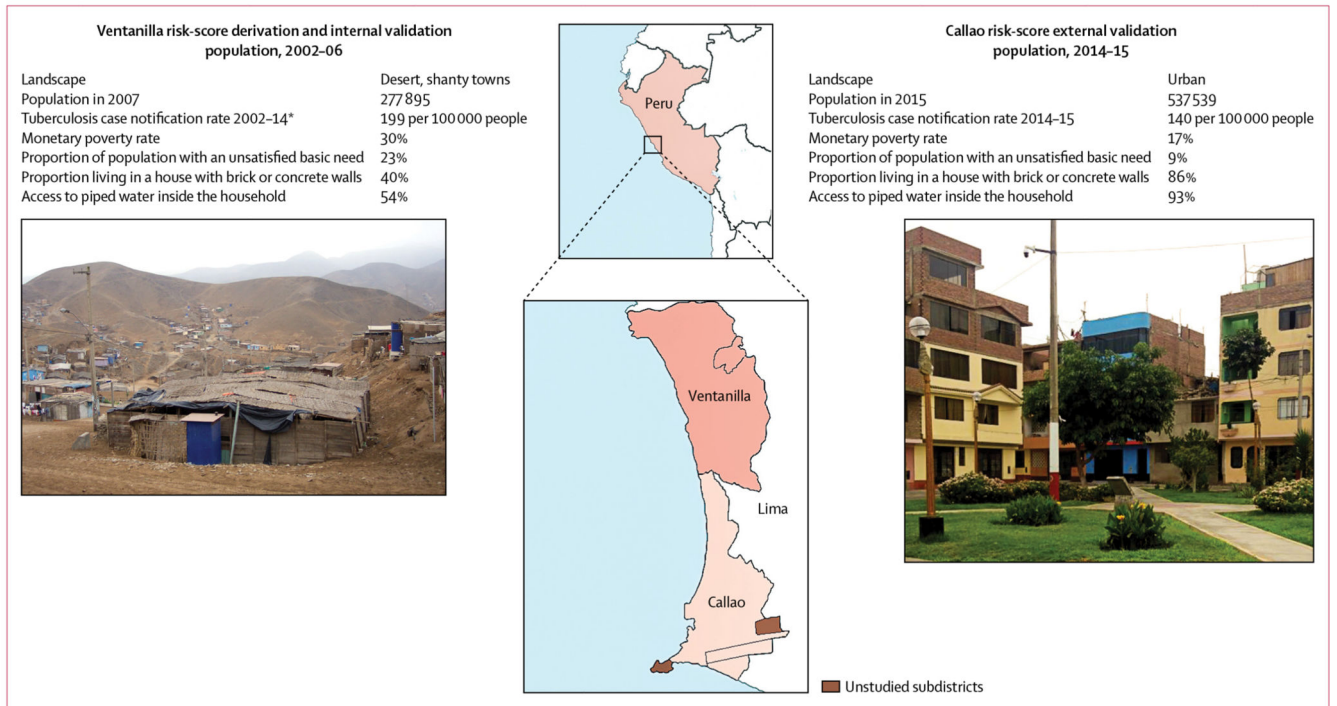 Ventanilla risk-score derivation and internal validation
population, 2002–06
Landscape Desert, shanty towns
Population in 2007 277 895
Tuberculosis case notification rate 2002–14* 199 per 100 000 people
Monetary poverty rate 30%
Proportion of population with an unsatisfied basic need 23%
Proportion living in a house with brick or concrete walls 40%
Access to piped water inside the household 54%
Peru
Ventanilla
Lima
Callao
Callao risk-score external validation
population, 2014–15
Landscape Urban
Population in 2015 537 539
Tuberculosis case notification rate 2014–15 140 per 100 000 people
Monetary poverty rate 17%
Proportion of population with an unsatisfied basic need 9%
Proportion living in a house with brick or concrete walls 86%
Access to piped water inside the household 93%
Unstudied subdistricts